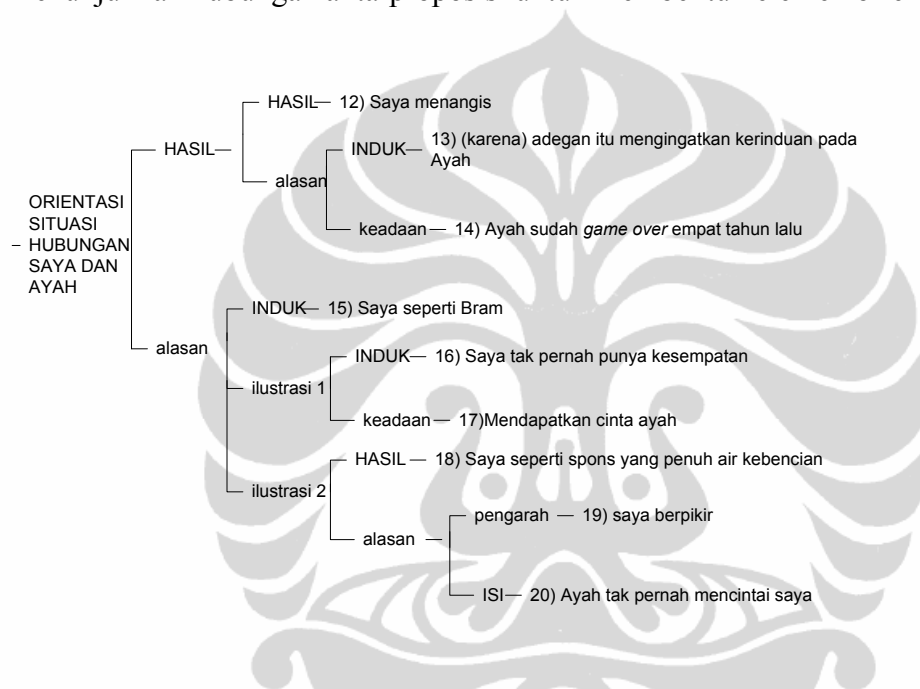 HASIL— 12) Saya menangis
HASIL—
INDUK— 13) (karena) adegan itu mengingatkan kerinduan pada
Ayah
alasan
keadaan — 14) Ayah sudah game over empat tahun lalu
ORIENTASI
SITUASI
– HUBUNGAN
SAYA DAN
AYAH
INDUK— 15) Saya seperti Bram
alasan
INDUK— 16) Saya tak pernah punya kesempatan
ilustrasi 1
keadaan — 17)Mendapatkan cinta ayah
HASIL — 18) Saya seperti spons yang penuh air kebencian
ilustrasi 2
pengarah — 19) saya berpikir
alasan —
ISI— 20) Ayah tak pernah mencintai saya